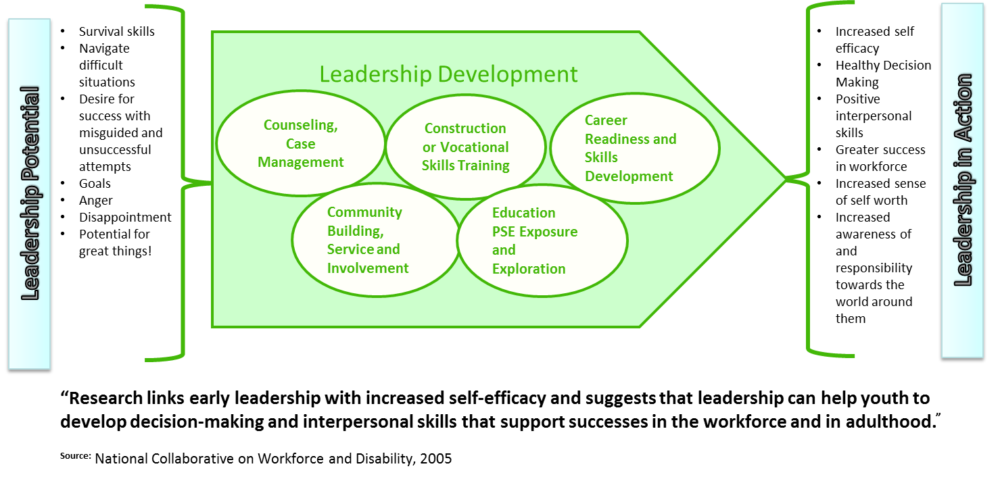 Leadership Potential
• Survival skills
• Navigate
difficult
situations
• Desire for
success with
misguided and
unsuccessful
attempts
• Goals
• Anger
• Disappointment
• Potential for
great things!
Leadership Development
Counseling,
Case
Management
Construction
or Vocational
Skills Training
Career
Readiness and
Skills
Development
Community
Building,
Service and
Involvement
Education
PSE Exposure
and
Exploration
• Increased self
efficacy
• Healthy Decision
Making
• Positive
interpersonal
skills
• Greater success
in workforce
• Increased sense
of self worth
• Increased
awareness of
and
responsibility
towards the
world around
them
Leadership in Action
“Research links early leadership with increased self-efficacy and suggests that leadership can help youth to
develop decision-making and interpersonal skills that support successes in the workforce and in adulthood.”
Source: National Collaborative on Workforce and Disability, 2005